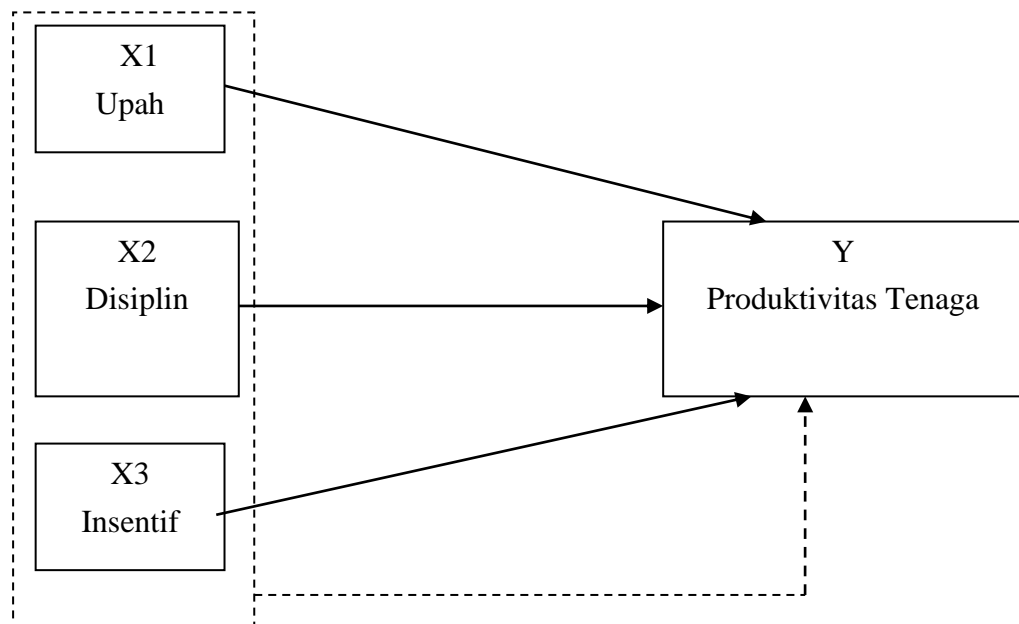 X1
Upah
X2
Disiplin
Y
Produktivitas Tenaga
X3
Insentif